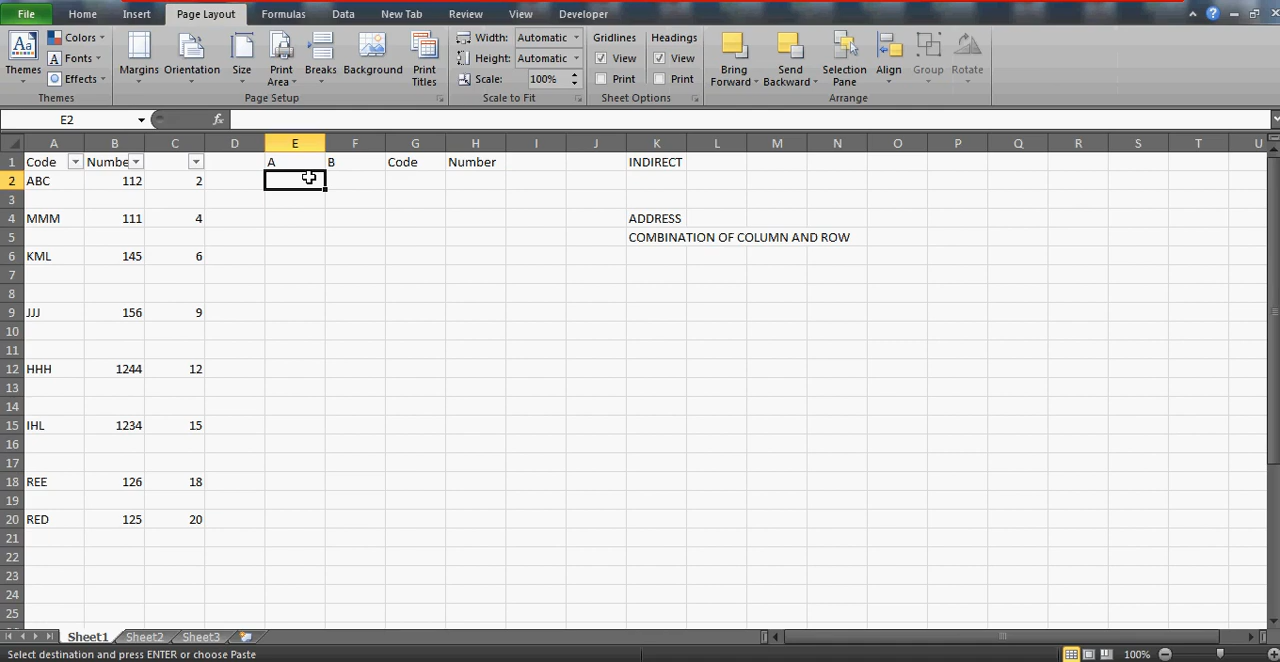 File Home Insert Page Layout Formulas Data New Tab Review View Developer
Aa Colors Width: Automatic Gridlines Headings
Fonts Height: Automatic View View
Themes Effects Margins Orientation Size Print Area Breaks Background Print Titles Scale: 100% Print Print Bring Forward Send Backward Selection Pane Align Group Rotate
Themes Page Setup Scale to Fit Sheet Options Arrange
E2 fx
A B C D E F G H I J K L M N O P Q R S T U
1 Code Numbe A B Code Number INDIRECT
2 ABC 112 2
3
4 MMM 111 4 ADDRESS
5 COMBINATION OF COLUMN AND ROW
6 KML 145 6
7
8
9 JJJ 156 9
10
11
12 HHH 1244 12
13
14
15 IHL 1234 15
16
17
18 REE 126 18
19
20 RED 125 20
21
22
23
24
25
Sheet1 Sheet2 Sheet3
Select destination and press ENTER or choose Paste 100%